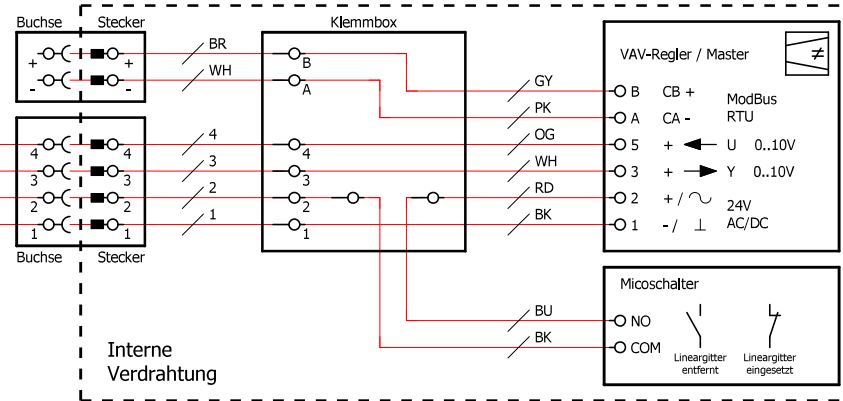 Buchse Stecker Klemmbox
BR
VAV-Regler / Master ≠
+ + B
WH
- - A
GY
B CB +
ModBus
RTU
PK
A CA -
4 4 4 4
OG
5 + U 0..10V
3 3 3 3
WH
3 + Y 0..10V
2 2 2 2
RD
2 + /
24V
AC/DC
1 1 1 1
BK
1 - / ⊥
Buchse Stecker
Micoschalter
BU
NO
BK
COM
Lineargitter
entfernt
Lineargitter
eingesetzt
Interne
Verdrahtung